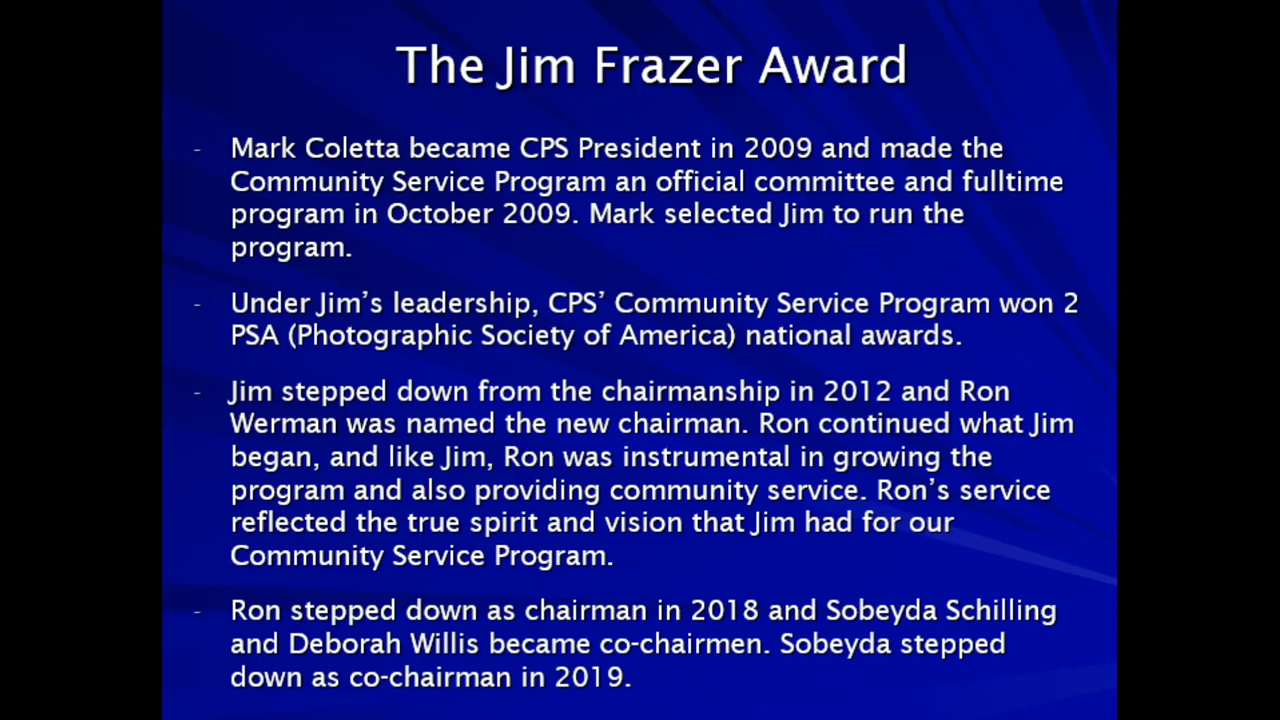 The Jim Frazer Award
- Mark Coletta became CPS President in 2009 and made the
Community Service Program an official committee and fulltime
program in October 2009. Mark selected Jim to run the
program.
- Under Jim’s leadership, CPS’ Community Service Program won 2
PSA (Photographic Society of America) national awards.
- Jim stepped down from the chairmanship in 2012 and Ron
Werman was named the new chairman. Ron continued what Jim
began, and like Jim, Ron was instrumental in growing the
program and also providing community service. Ron’s service
reflected the true spirit and vision that Jim had for our
Community Service Program.
- Ron stepped down as chairman in 2018 and Sobeyda Schilling
and Deborah Willis became co-chairmen. Sobeyda stepped
down as co-chairman in 2019.